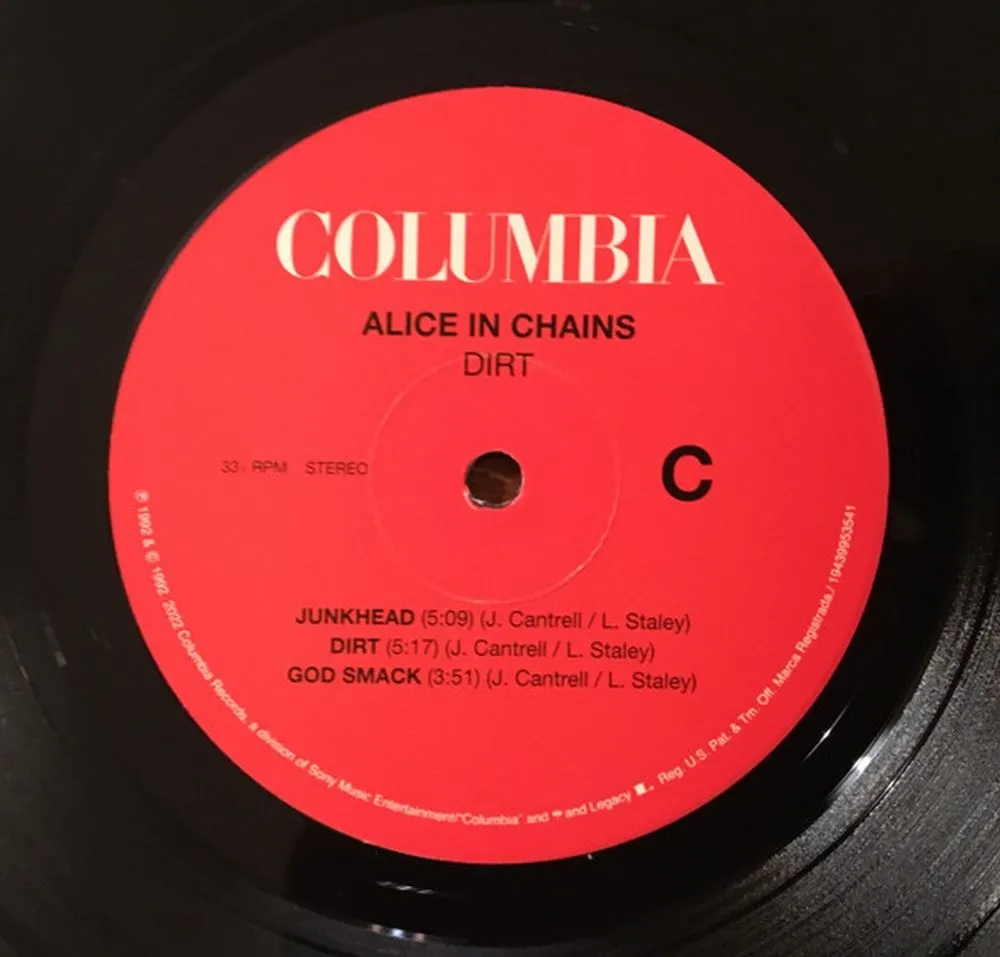 COLUMBIA
ALICE IN CHAINS
DIRT
33⅓ RPM STEREO
C
JUNKHEAD (5:09) (J. Cantrell / L. Staley)
DIRT (5:17) (J. Cantrell / L. Staley)
GOD SMACK (3:51) (J. Cantrell / L. Staley)
℗ 1992 & © 1992, 2022 Columbia Records, a division of Sony Music Entertainment/"Columbia" and and Legacy Reg. U.S. Pat. & Tm. Off. Marca Registrada./ 19439953541